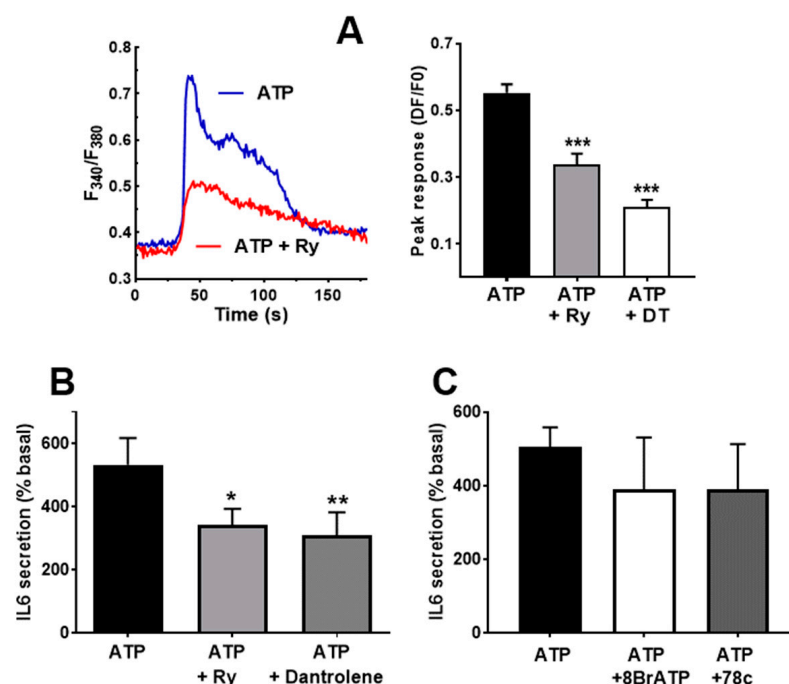 A
0.8
0.7
0.6
0.5
0.4
0.3
F340/F380
ATP
ATP + Ry
0
50
100
150
Time (s)
0.7
0.5
0.3
0.1
Peak response (DF/F0)
***
***
ATP
ATP
+ Ry
ATP
+ DT
B
600
400
200
0
IL6 secretion (% basal)
*
**
ATP
ATP
+ Ry
ATP
+ Dantrolene
C
600
400
200
0
IL6 secretion (% basal)
ATP
ATP
+8BrATP
ATP
+78c